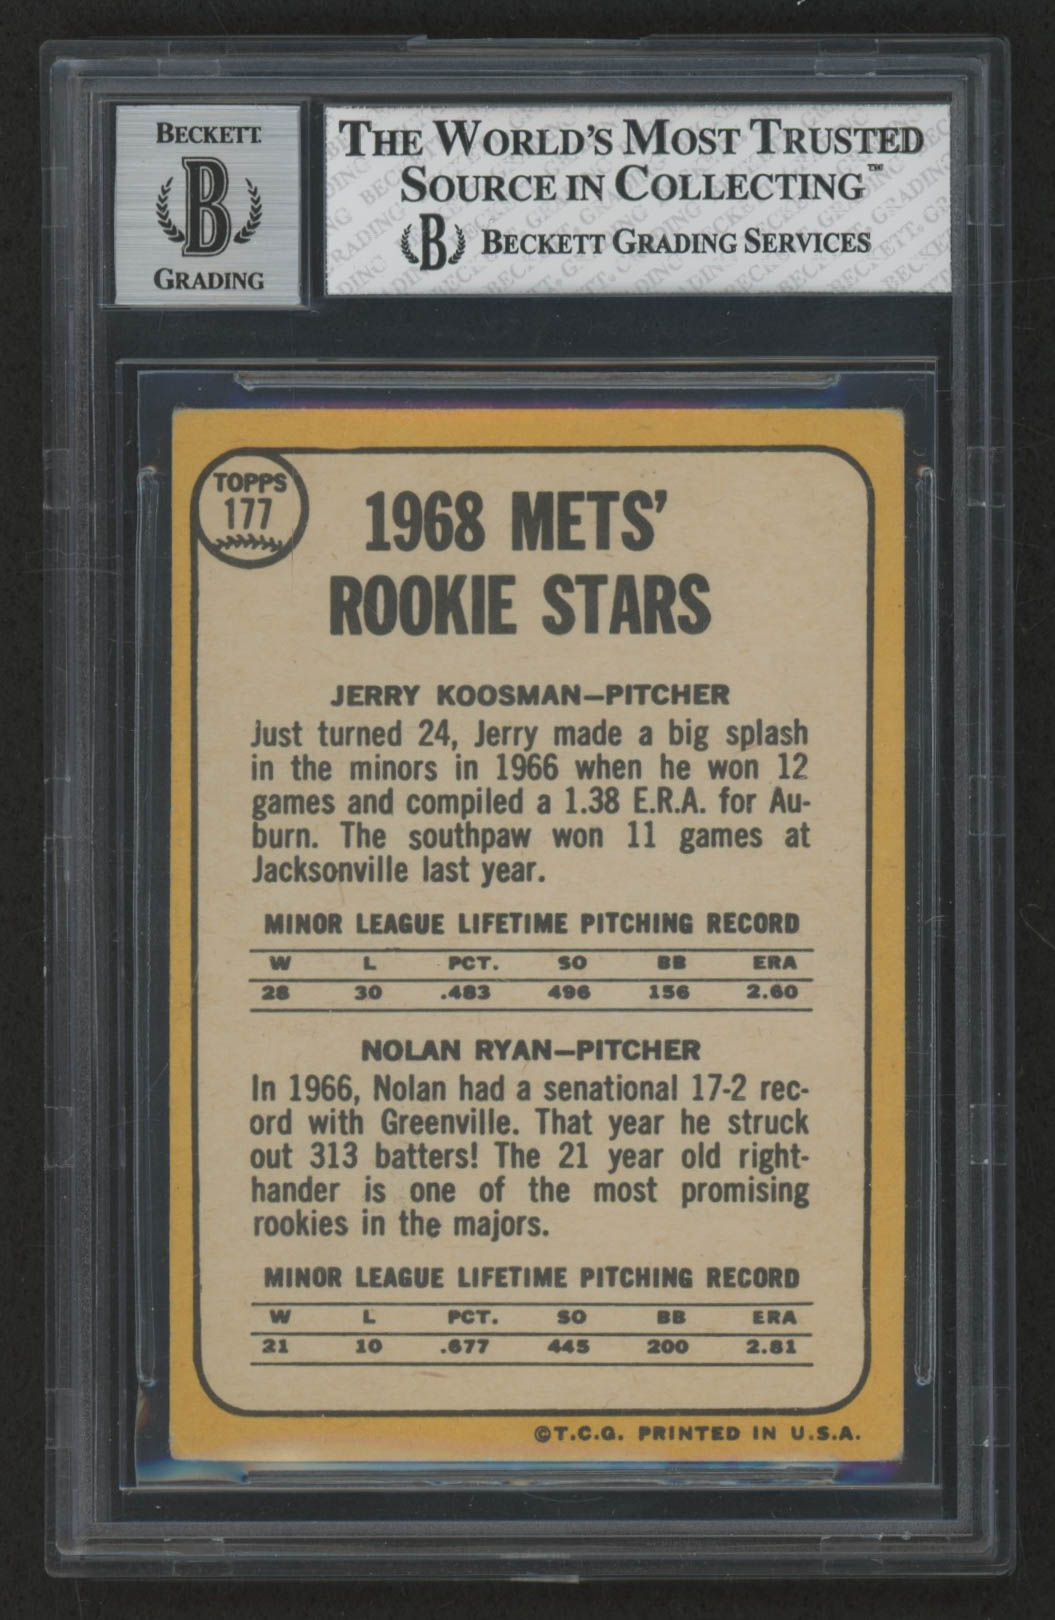 BECKETT
B
GRADING
THE WORLD'S MOST TRUSTED
SOURCE IN COLLECTING™
B BECKETT GRADING SERVICES
TOPPS
177
1968 METS'
ROOKIE STARS
JERRY KOOSMAN—PITCHER
Just turned 24, Jerry made a big splash
in the minors in 1966 when he won 12
games and compiled a 1.38 E.R.A. for Au-
burn. The southpaw won 11 games at
Jacksonville last year.
MINOR LEAGUE LIFETIME PITCHING RECORD
W L PCT. SO BB ERA
28 30 .483 496 156 2.60
NOLAN RYAN—PITCHER
In 1966, Nolan had a senational 17-2 rec-
ord with Greenville. That year he struck
out 313 batters! The 21 year old right-
hander is one of the most promising
rookies in the majors.
MINOR LEAGUE LIFETIME PITCHING RECORD
W L PCT. SO BB ERA
21 10 .677 445 200 2.81
©T.C.G. PRINTED IN U.S.A.